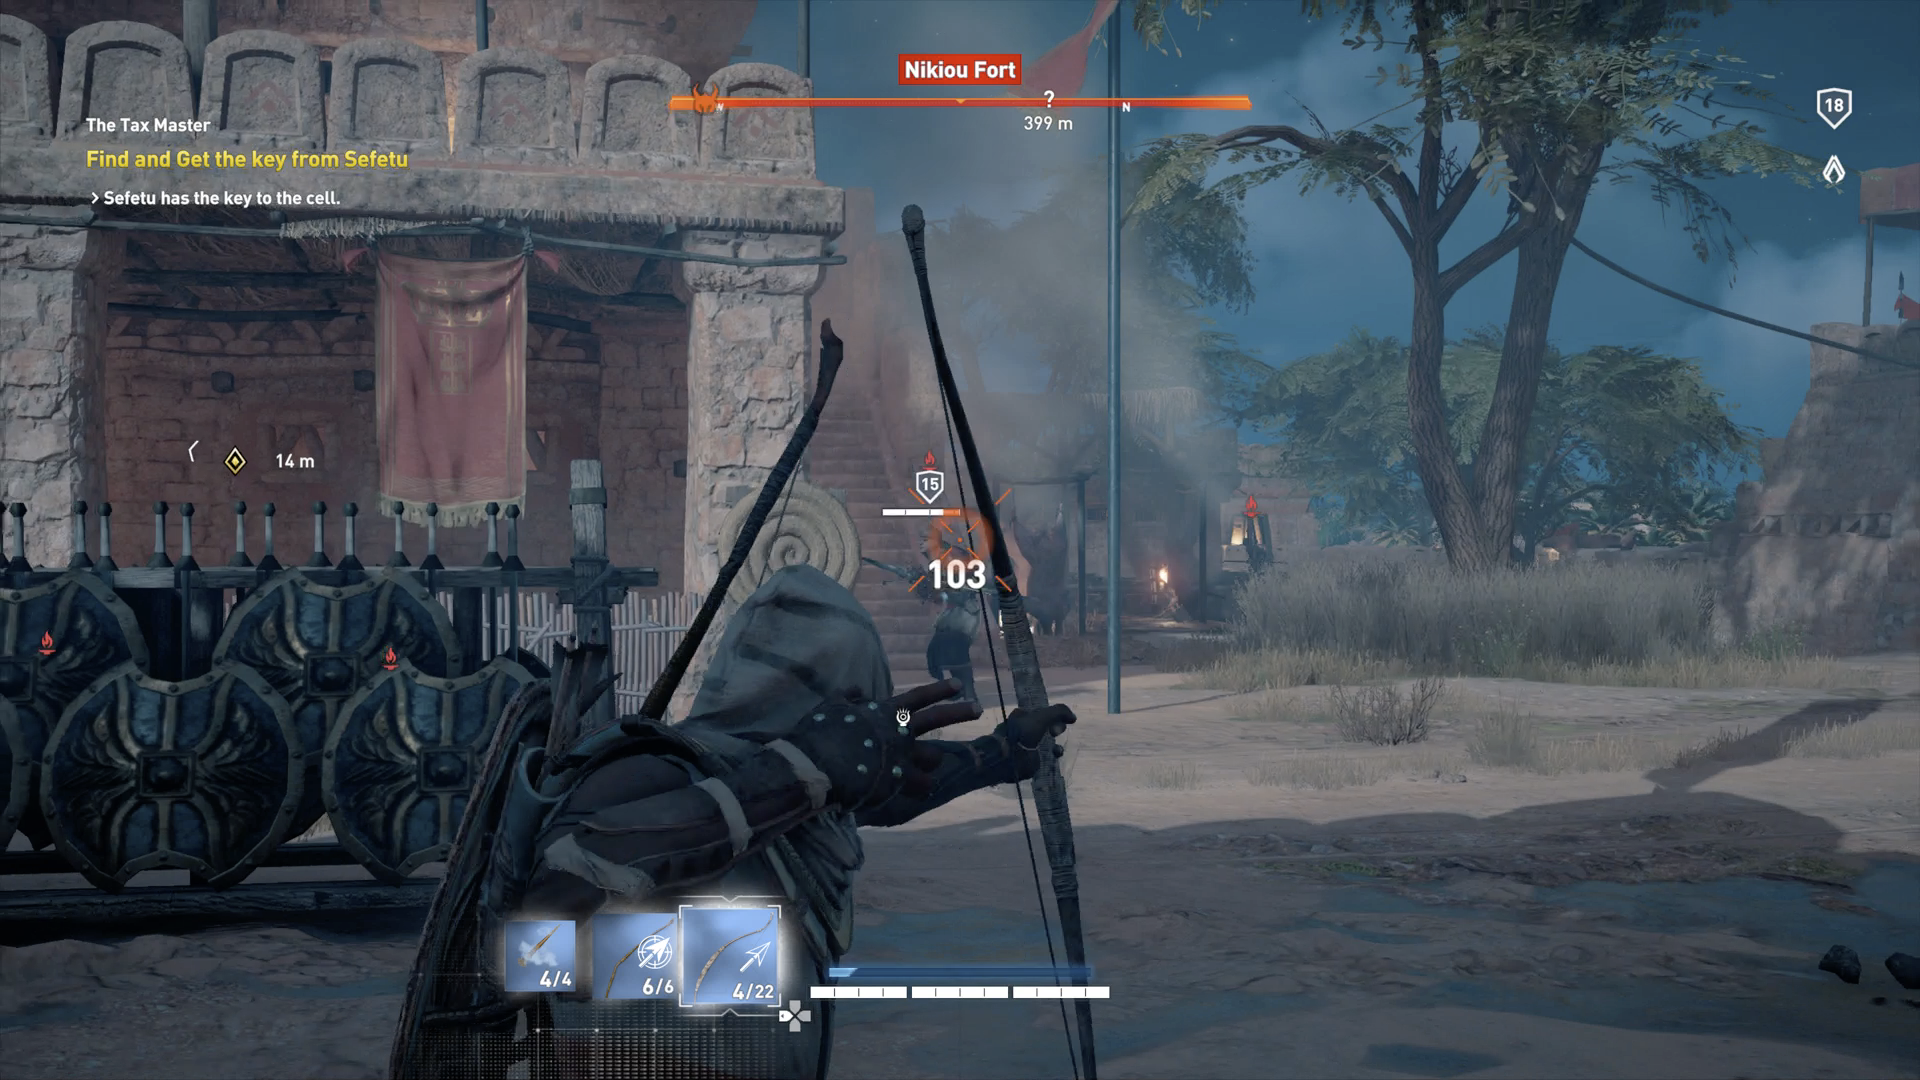 Nikiou Fort
N
?
N
399 m
18
The Tax Master
Find and Get the key from Sefetu
> Sefetu has the key to the cell.
14 m
15
103
4/4
6/6
4/22